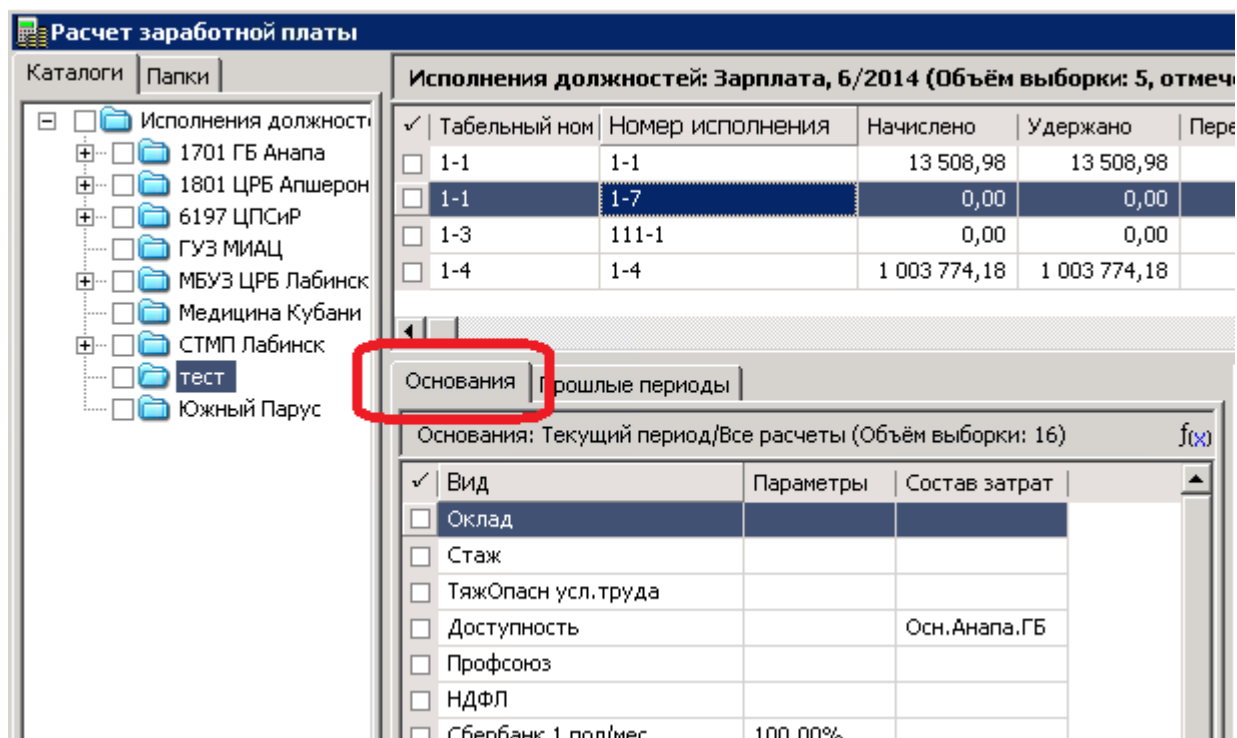 Расчет заработной платы
Каталоги Папки
Исполнения должност
1701 ГБ Анапа
1801 ЦРБ Апшерон
6197 ЦПСиР
ГУЗ МИАЦ
МБУЗ ЦРБ Лабинск
Медицина Кубани
СТМП Лабинск
тест
Южный Парус
Исполнения должностей: Зарплата, 6/2014 (Объём выборки: 5, отмеч
Табельный ном Номер исполнения Начислено Удержано Пере
1-1 1-1 13 508,98 13 508,98
1-1 1-7 0,00 0,00
1-3 111-1 0,00 0,00
1-4 1-4 1 003 774,18 1 003 774,18
Основания Прошлые периоды
Основания: Текущий период/Все расчеты (Объём выборки: 16) f(x)
Вид Параметры Состав затрат
Оклад
Стаж
ТяжОпасн усл.труда
Доступность Осн.Анапа.ГБ
Профсоюз
НДФЛ
Сбербанк 1 пол/мес 100,00%